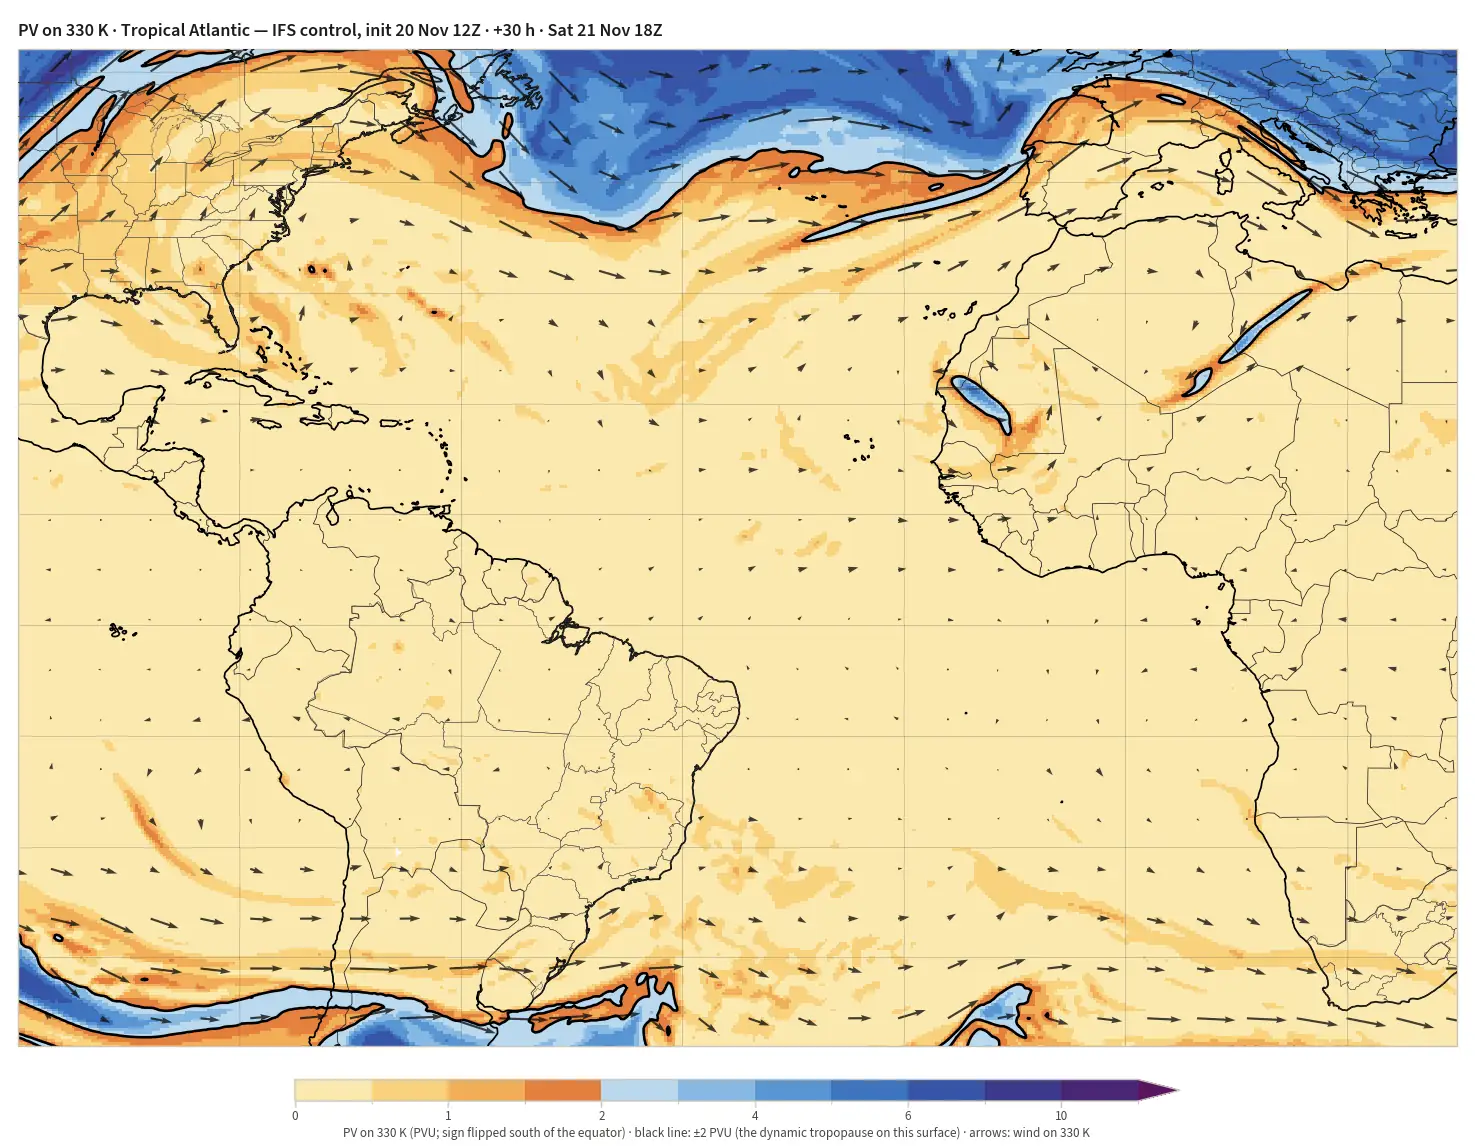 PV on 330 K · Tropical Atlantic — IFS control, init 20 Nov 12Z · +30 h · Sat 21 Nov 18Z
0 1 2 4 6 10
PV on 330 K (PVU; sign flipped south of the equator) · black line: ±2 PVU (the dynamic tropopause on this surface) · arrows: wind on 330 K